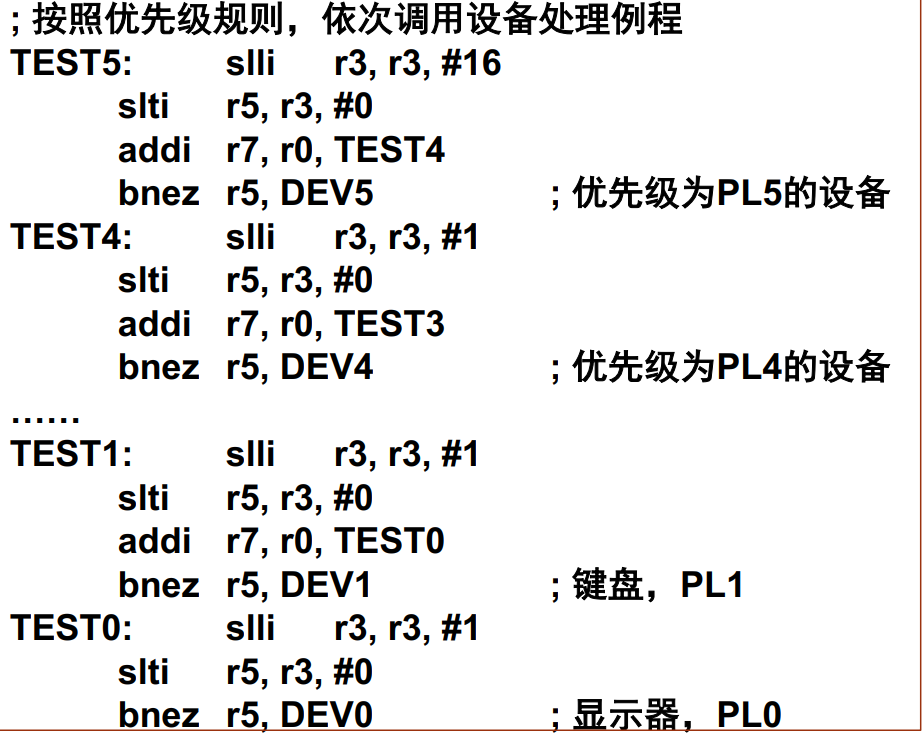 ; 按照优先级规则，依次调用设备处理例程
TEST5: slli r3, r3, #16
slti r5, r3, #0
addi r7, r0, TEST4
bnez r5, DEV5 ; 优先级为PL5的设备
TEST4: slli r3, r3, #1
slti r5, r3, #0
addi r7, r0, TEST3
bnez r5, DEV4 ; 优先级为PL4的设备
……
TEST1: slli r3, r3, #1
slti r5, r3, #0
addi r7, r0, TEST0
bnez r5, DEV1 ; 键盘，PL1
TEST0: slli r3, r3, #1
slti r5, r3, #0
bnez r5, DEV0 ; 显示器，PL0